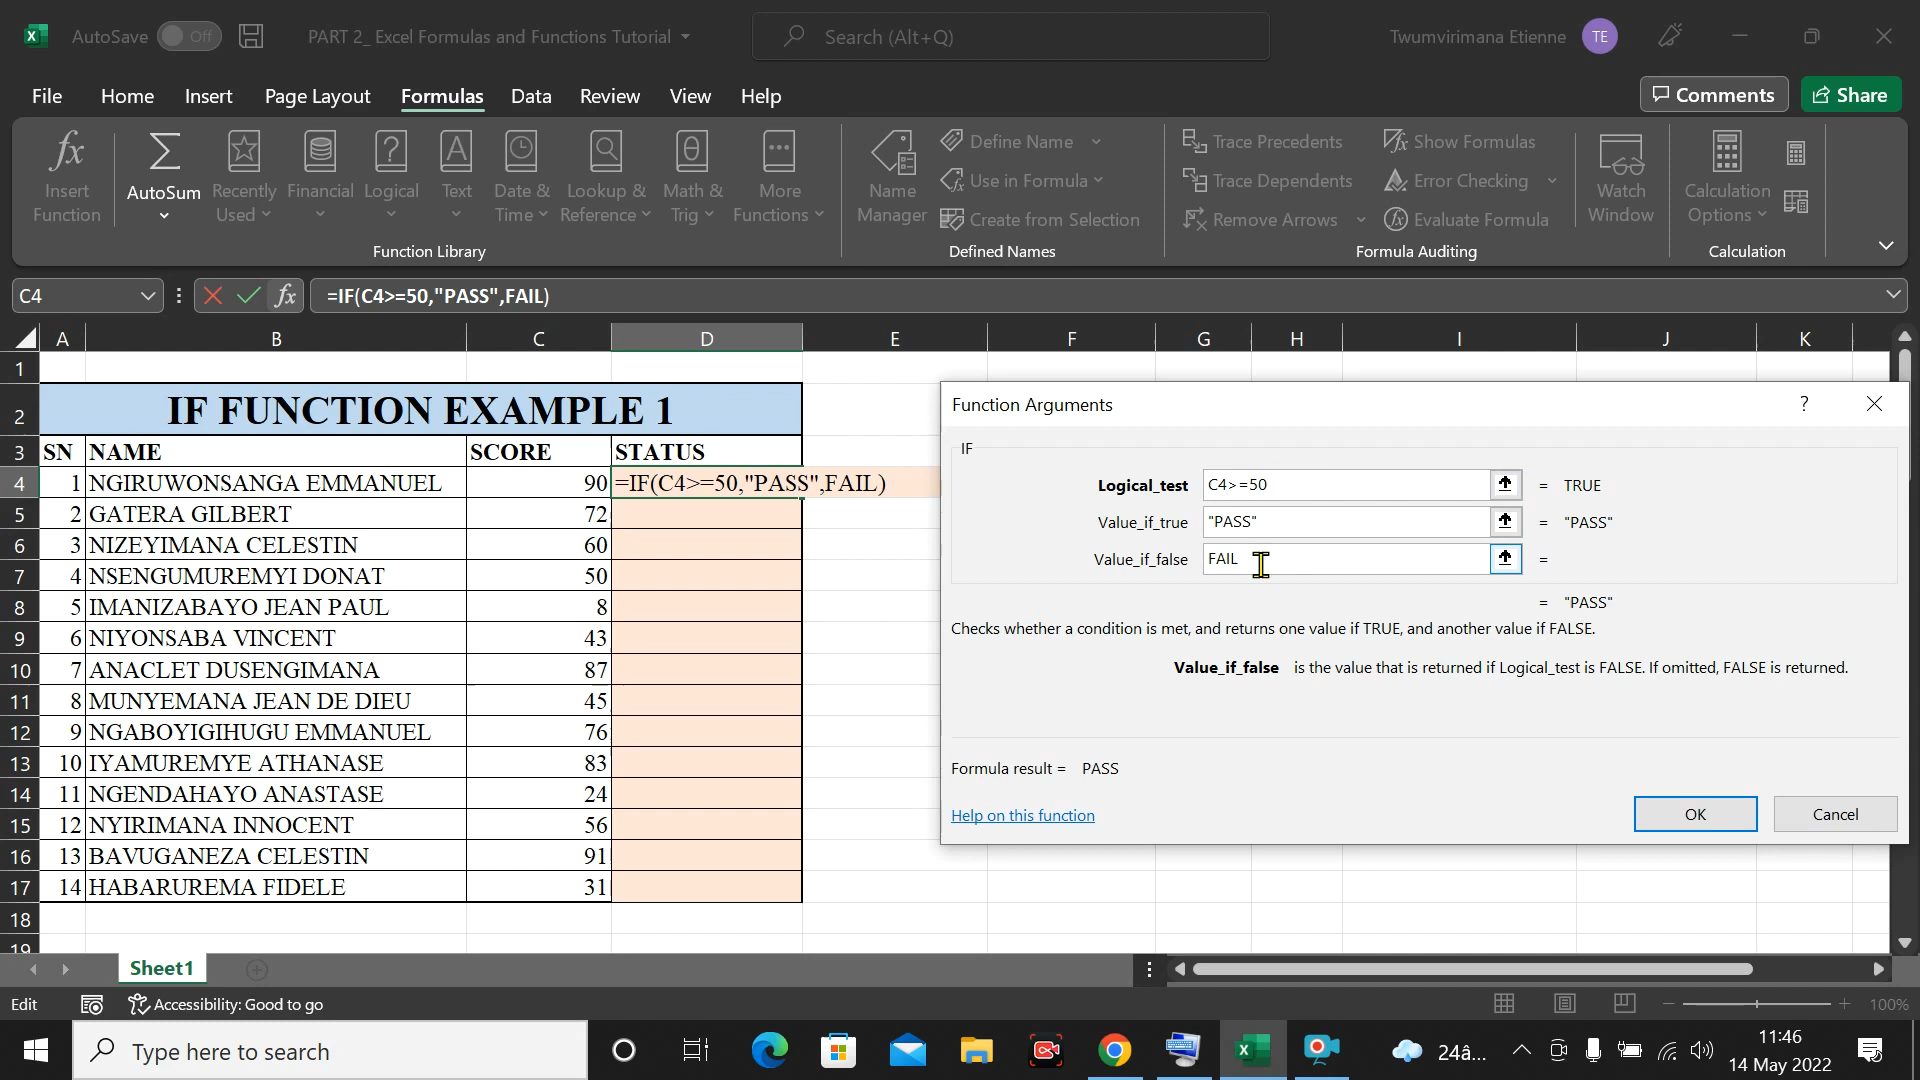 AutoSave Off PART 2_ Excel Formulas and Functions Tutorial Search (Alt+Q) Twumvirimana Etienne TE
File Home Insert Page Layout Formulas Data Review View Help Comments Share
Insert Function
AutoSum
Recently Used
Financial
Logical
Text
Date & Time
Lookup & Reference
Math & Trig
More Functions
Function Library
Name Manager
Define Name
Use in Formula
Create from Selection
Defined Names
Trace Precedents
Trace Dependents
Remove Arrows
Show Formulas
Error Checking
Evaluate Formula
Formula Auditing
Watch Window
Calculation Options
Calculation
C4 fx =IF(C4>=50,"PASS",FAIL)
A B C D E F G H I J K
1
2 IF FUNCTION EXAMPLE 1
3 SN NAME SCORE STATUS
4 1 NGIRUWONSANGA EMMANUEL 90 =IF(C4>=50,"PASS",FAIL)
5 2 GATERA GILBERT 72
6 3 NIZEYIMANA CELESTIN 60
7 4 NSENGUMUREMYI DONAT 50
8 5 IMANIZABAYO JEAN PAUL 8
9 6 NIYONSABA VINCENT 43
10 7 ANACLET DUSENGIMANA 87
11 8 MUNYEMANA JEAN DE DIEU 45
12 9 NGABOYIGIHUGU EMMANUEL 76
13 10 IYAMUREMYE ATHANASE 83
14 11 NGENDAHAYO ANASTASE 24
15 12 NYIRIMANA INNOCENT 56
16 13 BAVUGANEZA CELESTIN 91
17 14 HABARUREMA FIDELE 31
18
19
Function Arguments ?
IF
Logical_test C4>=50 = TRUE
Value_if_true "PASS" = "PASS"
Value_if_false FAIL =
= "PASS"
Checks whether a condition is met, and returns one value if TRUE, and another value if FALSE.
Value_if_false is the value that is returned if Logical_test is FALSE. If omitted, FALSE is returned.
Formula result = PASS
Help on this function OK Cancel
Sheet1
Edit Accessibility: Good to go 100%
Type here to search 24â... 11:46
14 May 2022